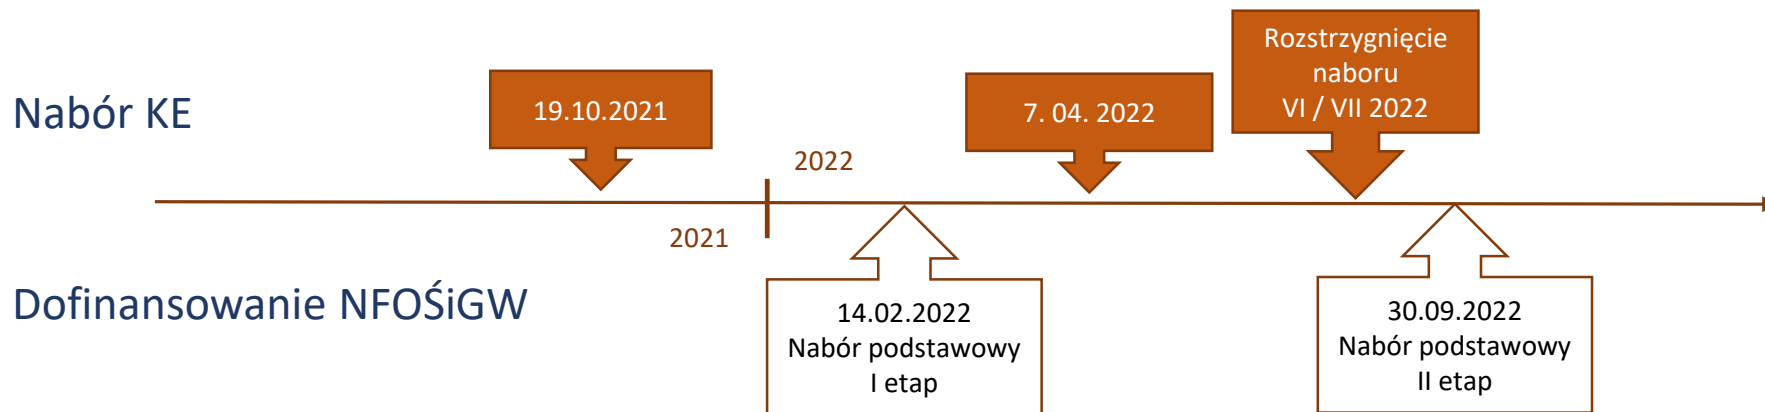 Nabór KE
19.10.2021
7. 04. 2022
Rozstrzygnięcie
naboru
VI / VII 2022
2022
2021
Dofinansowanie NFOŚiGW
14.02.2022
Nabór podstawowy
I etap
30.09.2022
Nabór podstawowy
II etap